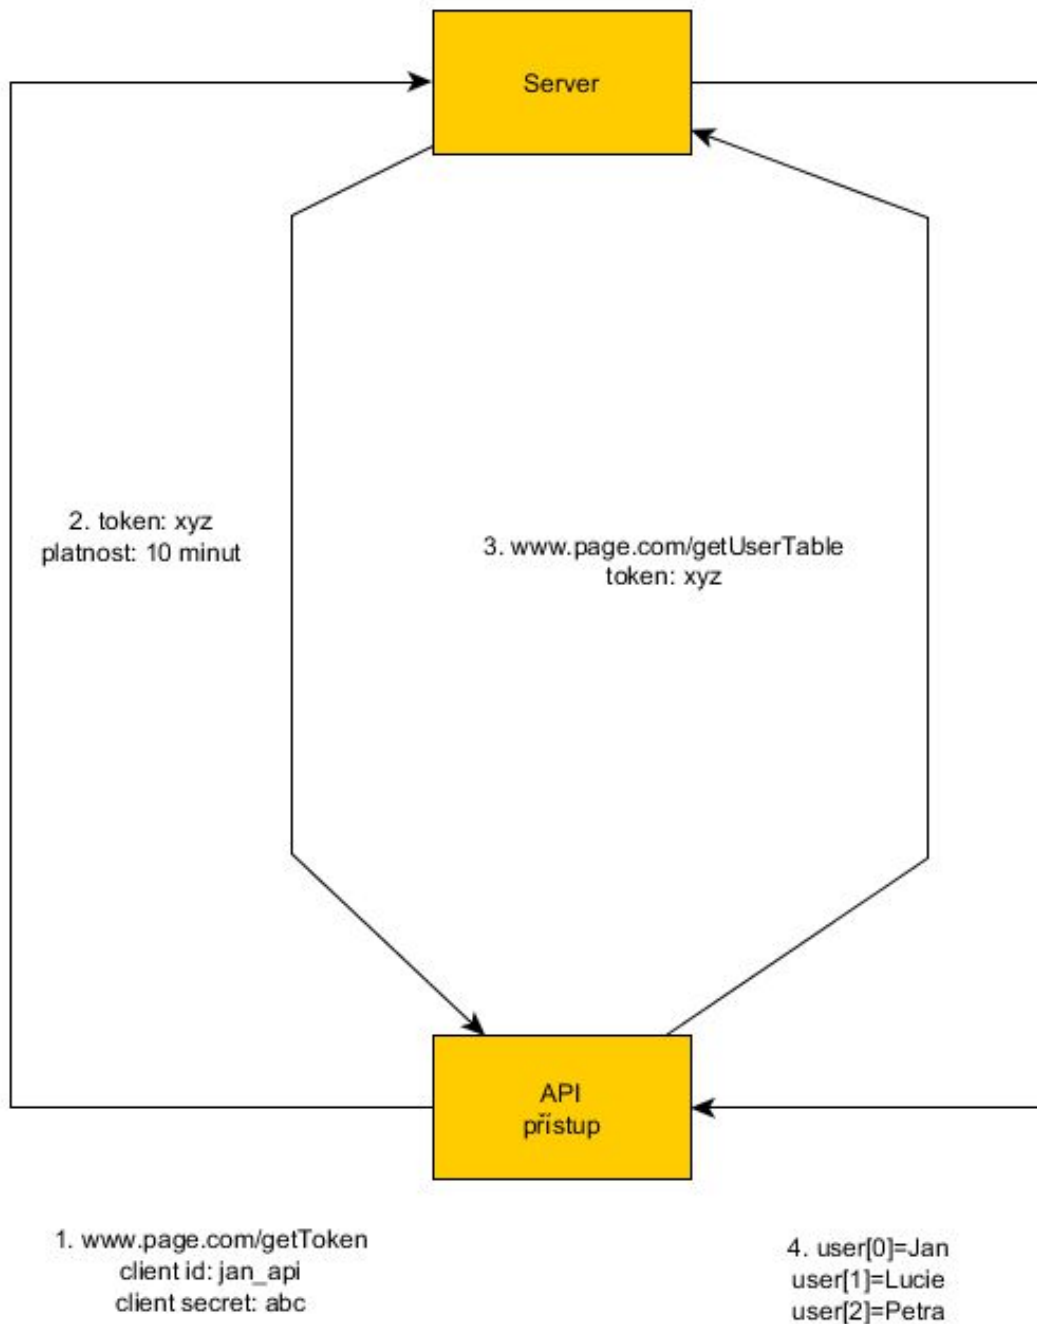 Server
2. token: xyz
platnost: 10 minut
3. www.page.com/getUserTable
token: xyz
API
přístup
1. www.page.com/getToken
client id: jan_api
client secret: abc
4. user[0]=Jan
user[1]=Lucie
user[2]=Petra